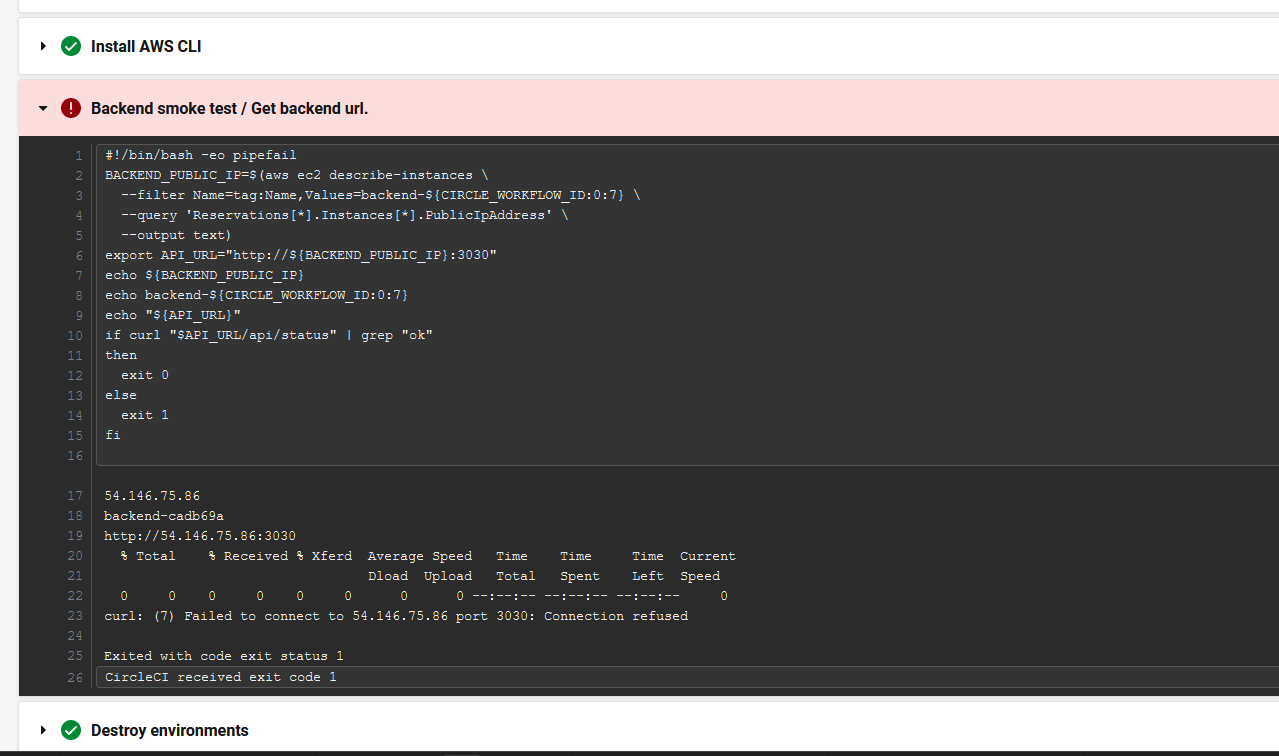 Install AWS CLI
Backend smoke test / Get backend url.
1 #!/bin/bash -eo pipefail
2 BACKEND_PUBLIC_IP=$(aws ec2 describe-instances \
3   --filter Name=tag:Name,Values=backend-${CIRCLE_WORKFLOW_ID:0:7} \
4   --query 'Reservations[*].Instances[*].PublicIpAddress' \
5   --output text)
6 export API_URL="http://${BACKEND_PUBLIC_IP}:3030"
7 echo ${BACKEND_PUBLIC_IP}
8 echo backend-${CIRCLE_WORKFLOW_ID:0:7}
9 echo "${API_URL}"
10 if curl "$API_URL/api/status" | grep "ok"
11 then
12   exit 0
13 else
14   exit 1
15 fi
16
17 54.146.75.86
18 backend-cadb69a
19 http://54.146.75.86:3030
20   % Total    % Received % Xferd  Average Speed   Time    Time     Time  Current
21                                  Dload  Upload   Total   Spent    Left  Speed
22   0     0    0     0    0     0      0      0 --:--:-- --:--:-- --:--:--     0
23 curl: (7) Failed to connect to 54.146.75.86 port 3030: Connection refused
24
25 Exited with code exit status 1
26 CircleCI received exit code 1
Destroy environments